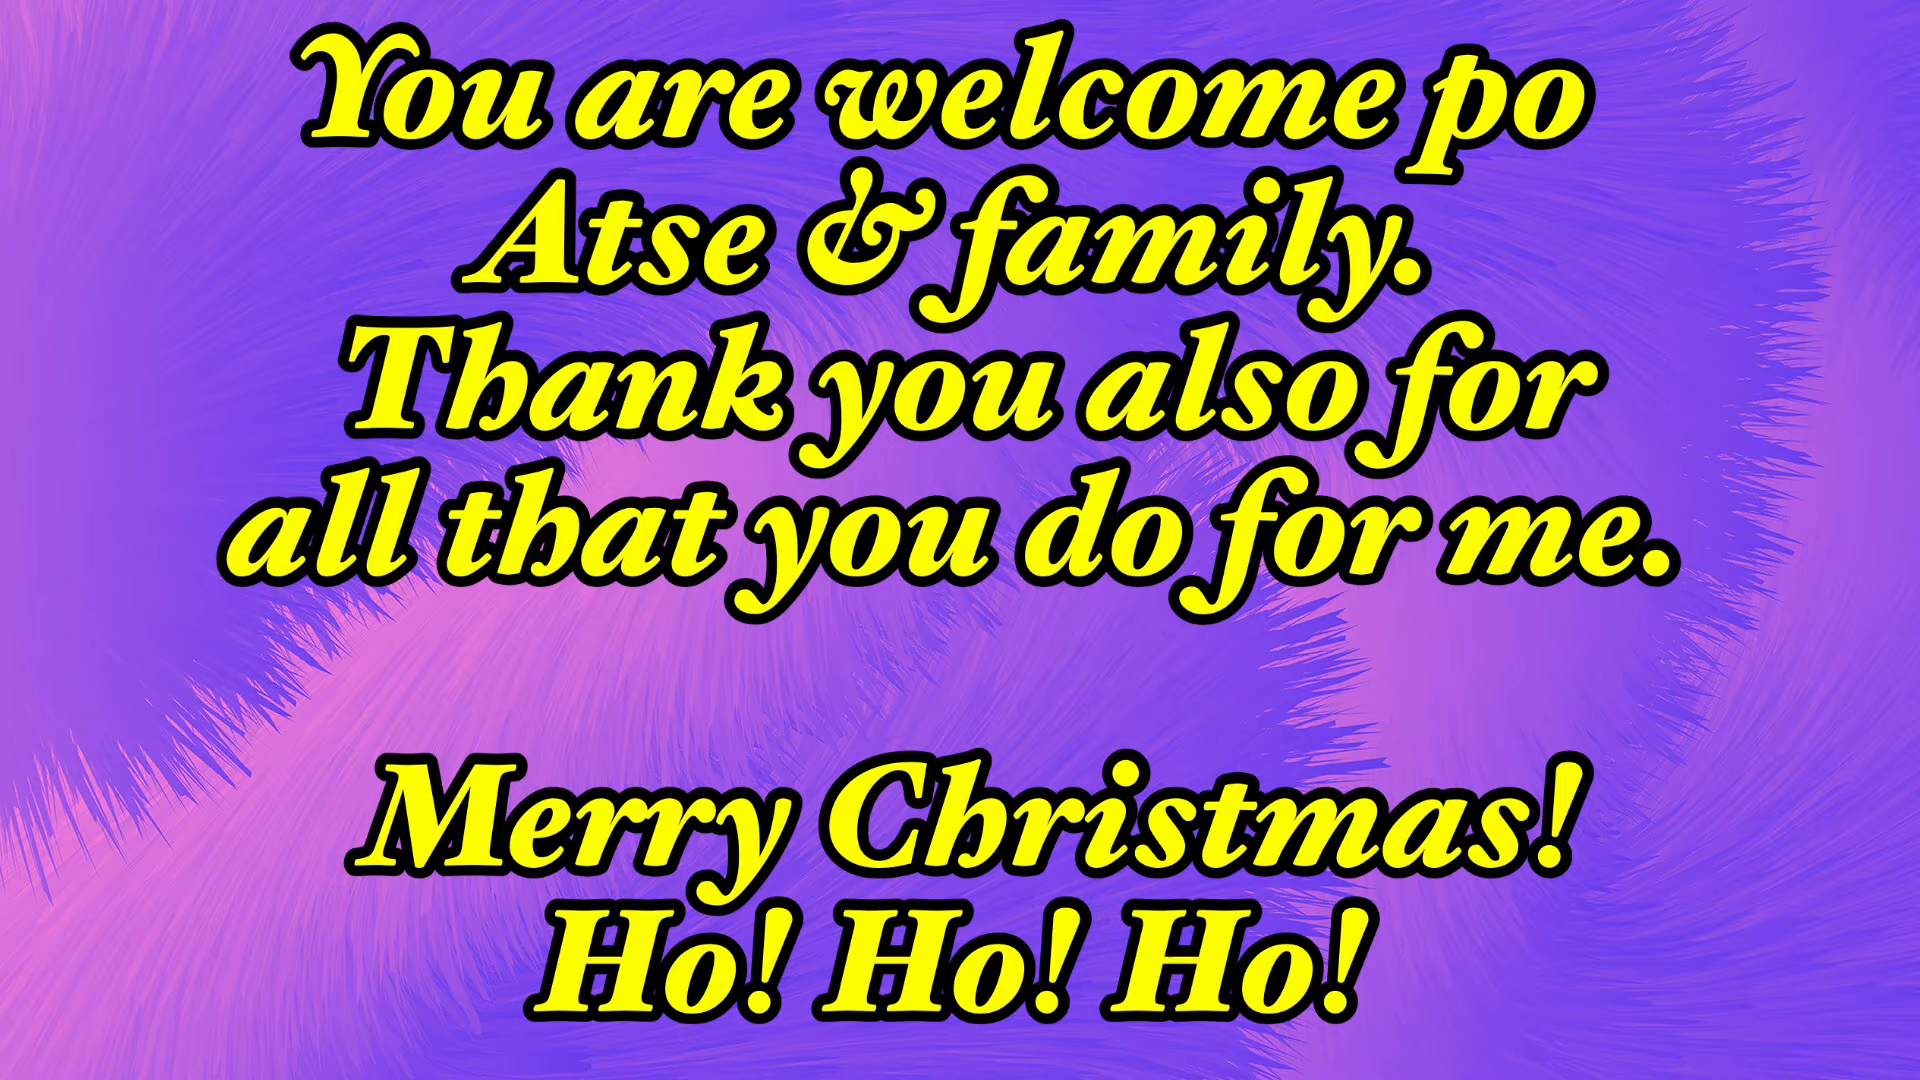 You are welcome po
Atse & family.
Thank you also for
all that you do for me.
Merry Christmas!
Ho! Ho! Ho!